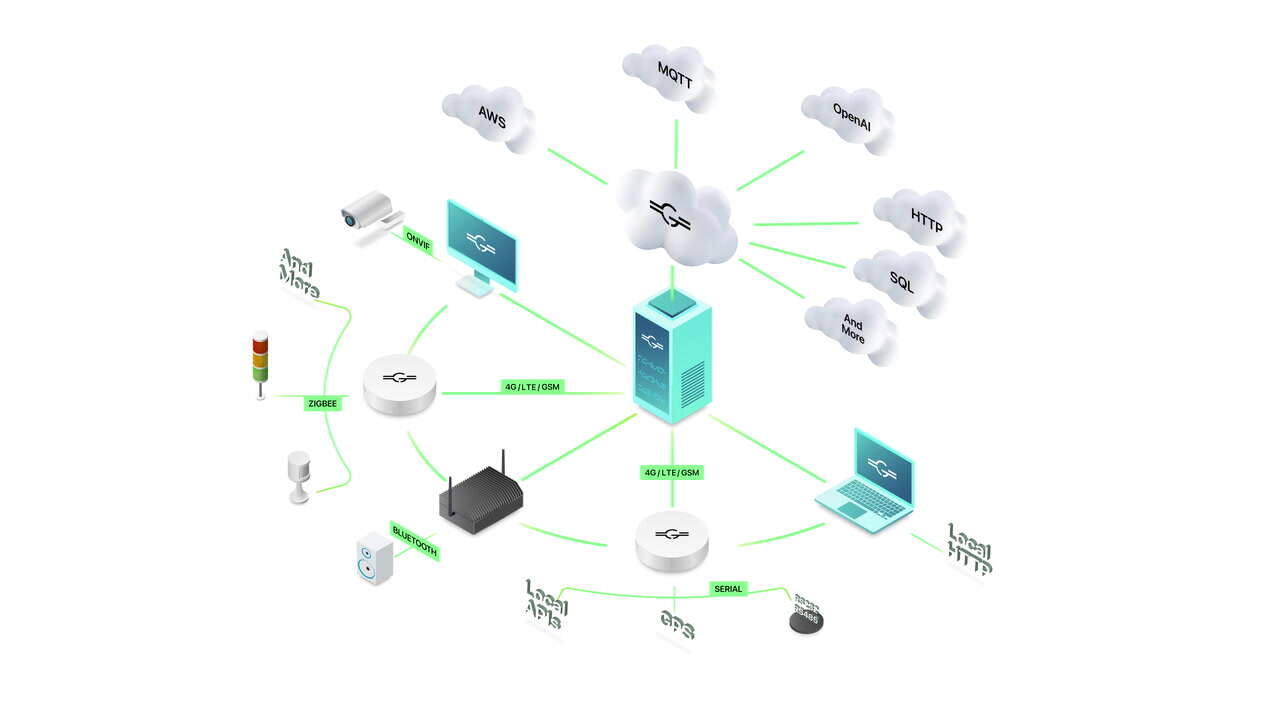 MQTT
AWS
OpenAI
HTTP
SQL
And
More
ONVIF
And
More
4G / LTE / GSM
ZIGBEE
4G / LTE / GSM
BLUETOOTH
Local
HTTP
SERIAL
Local
APIs
GPS
RS485